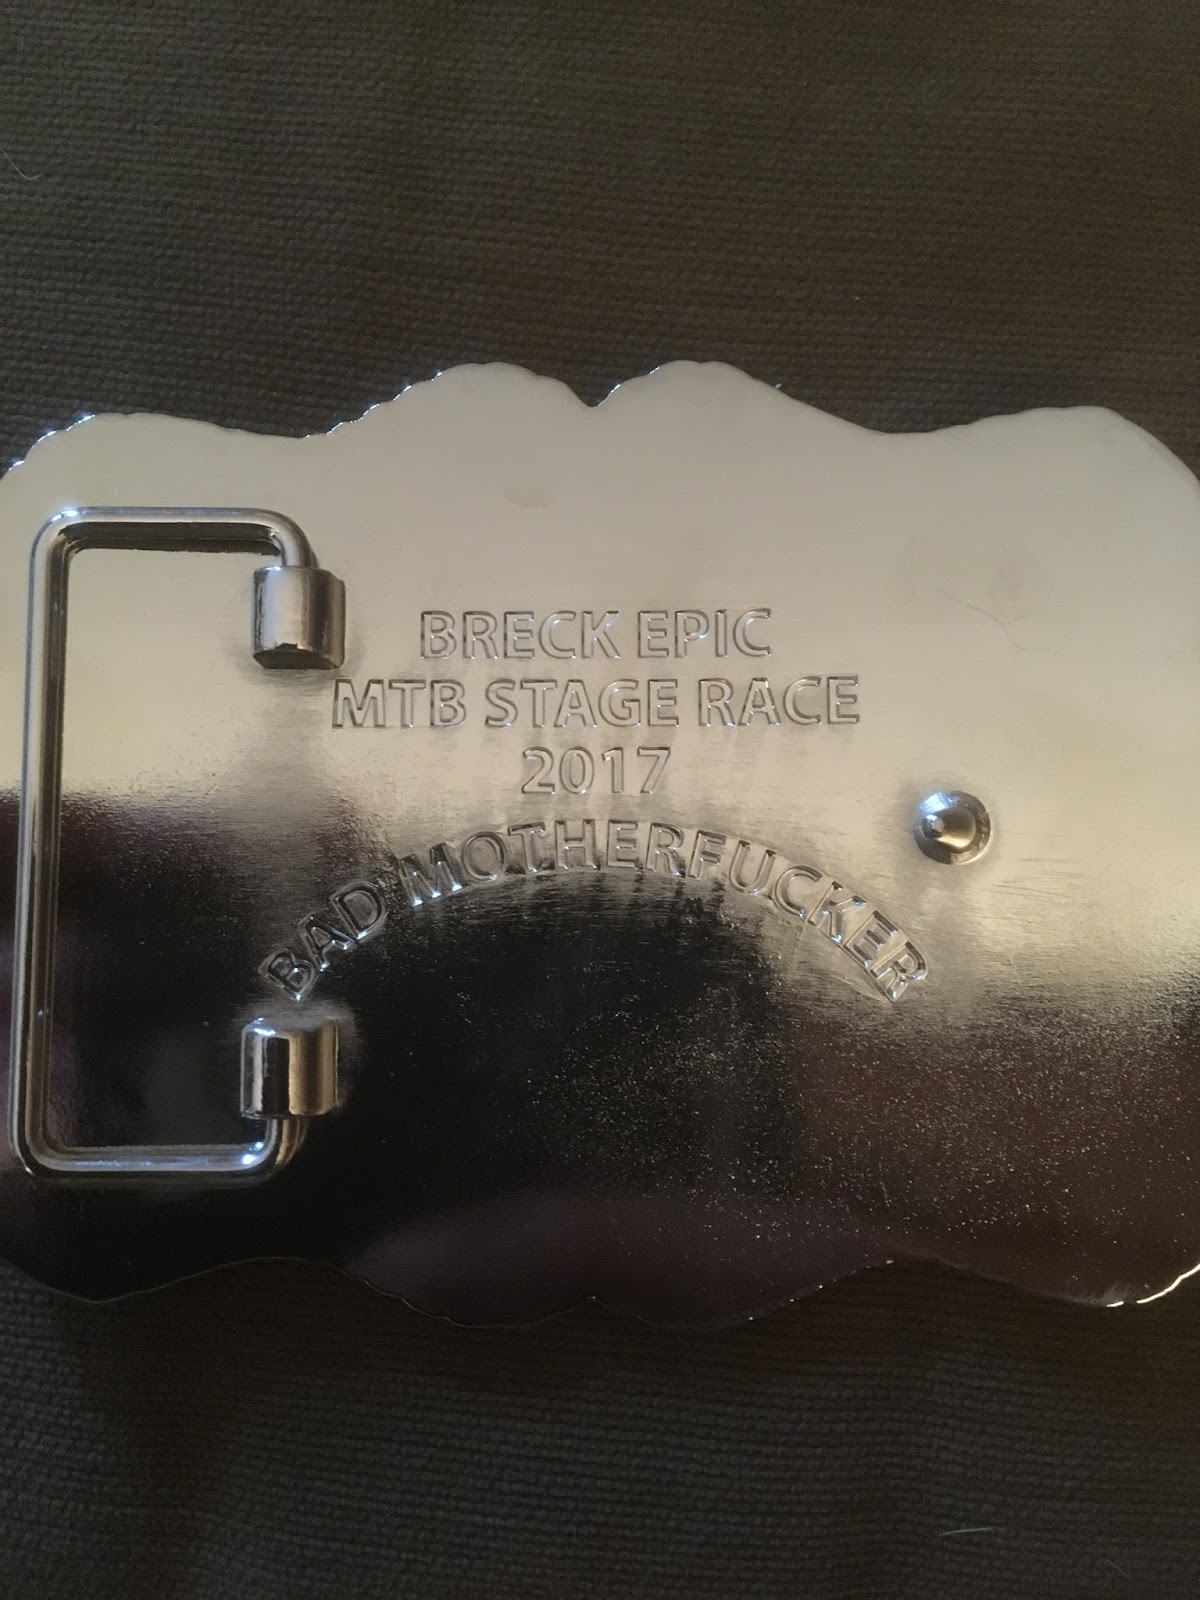 BRECK EPIC
MTB STAGE RACE
2017
BAD MOTHERFUCKER